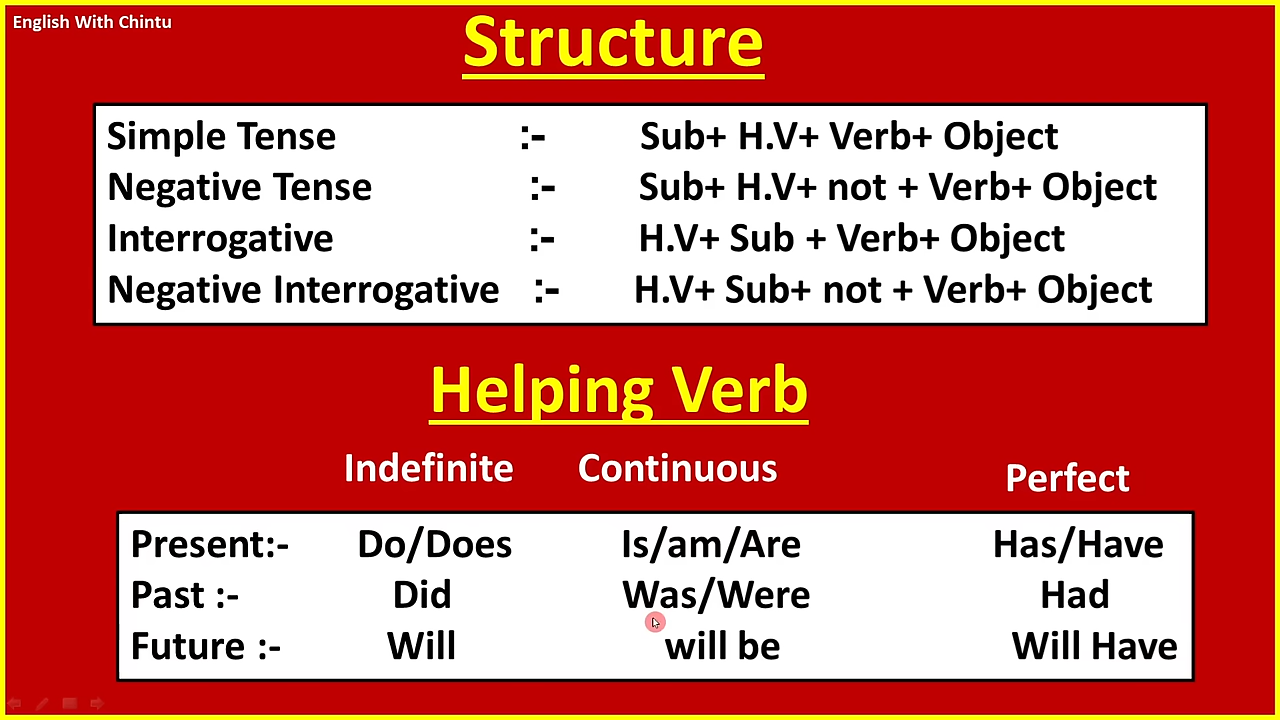 English With Chintu
Structure
Simple Tense :- Sub+ H.V+ Verb+ Object
Negative Tense :- Sub+ H.V+ not + Verb+ Object
Interrogative :- H.V+ Sub + Verb+ Object
Negative Interrogative :- H.V+ Sub+ not + Verb+ Object
Helping Verb
Indefinite Continuous Perfect
Present:- Do/Does Is/am/Are Has/Have
Past :- Did Was/Were Had
Future :- Will will be Will Have